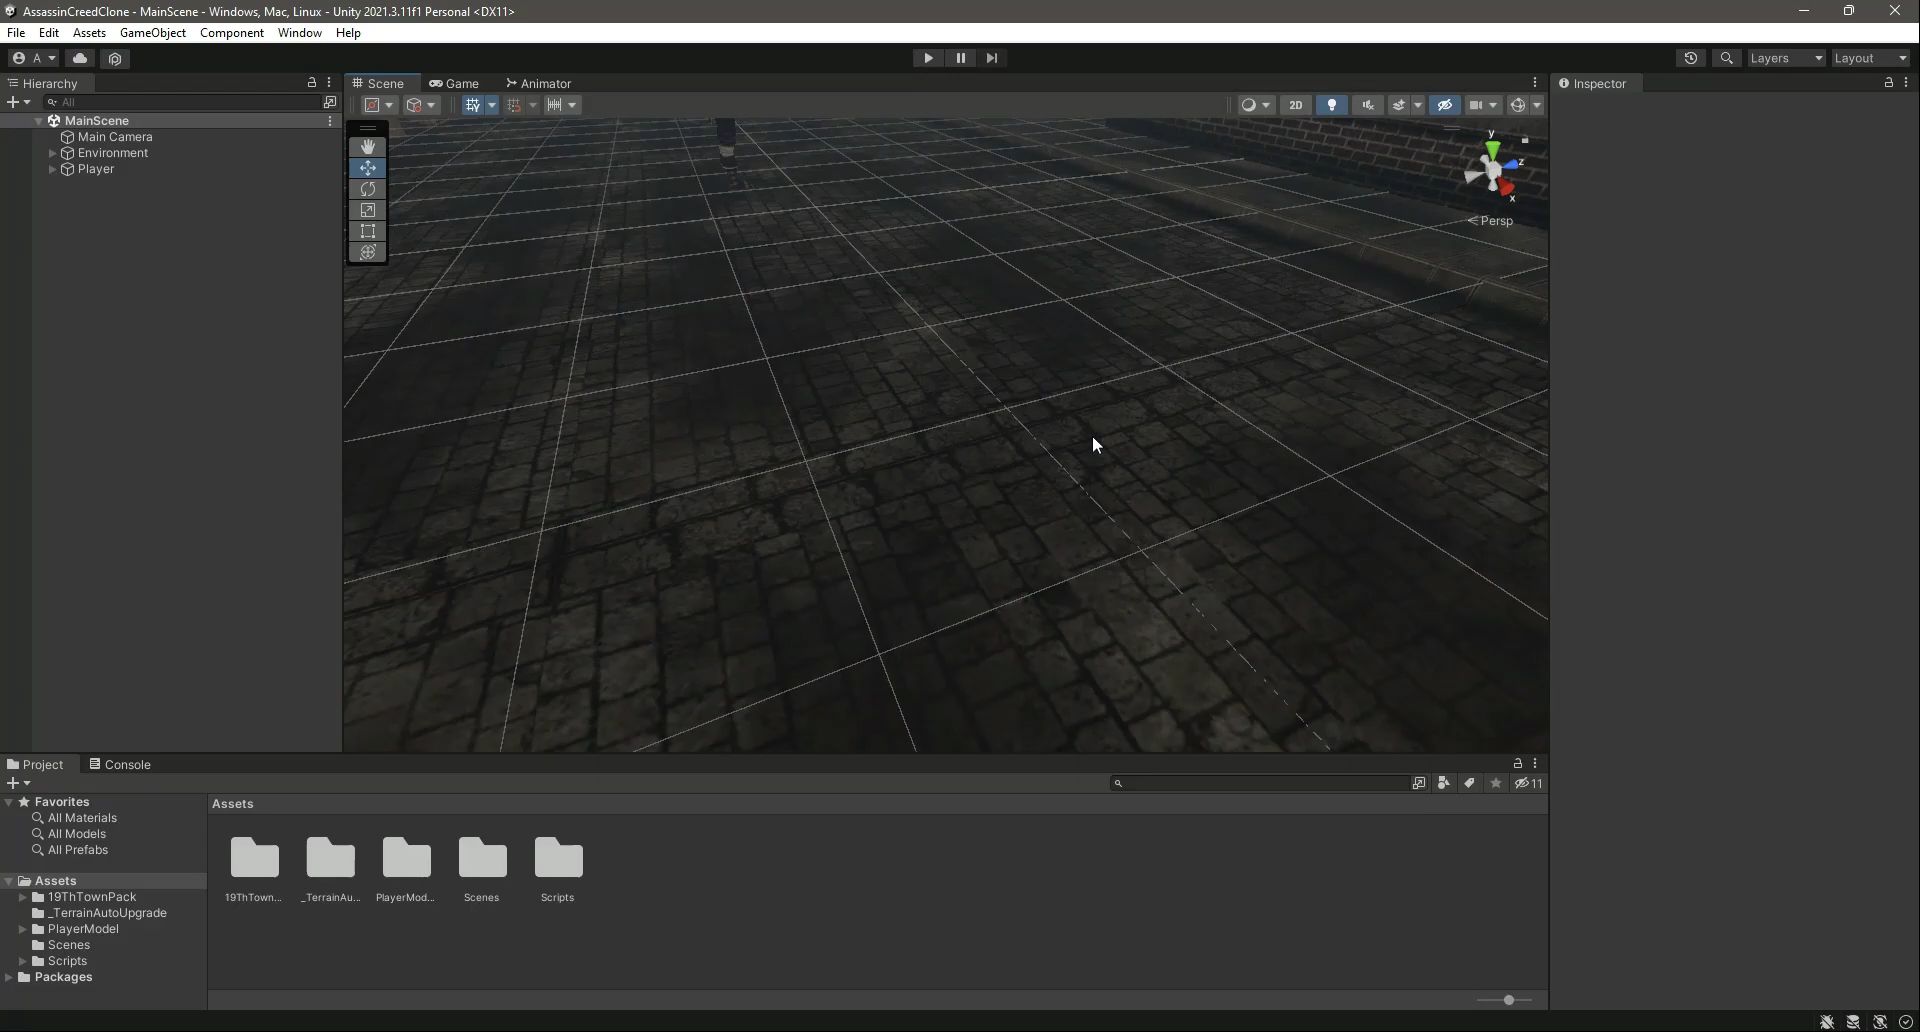 AssassinCreedClone - MainScene - Windows, Mac, Linux - Unity 2021.3.11f1 Personal <DX11>
File Edit Assets GameObject Component Window Help
A Layers Layout
Hierarchy Scene Game Animator Inspector
All 2D
MainScene
Main Camera
Environment
Player
y
z
x
Persp
Project Console
11
Favorites Assets
All Materials
All Models
All Prefabs
Assets
19ThTown... _TerrainAu... PlayerMod... Scenes Scripts
19ThTownPack
_TerrainAutoUpgrade
PlayerModel
Scenes
Scripts
Packages